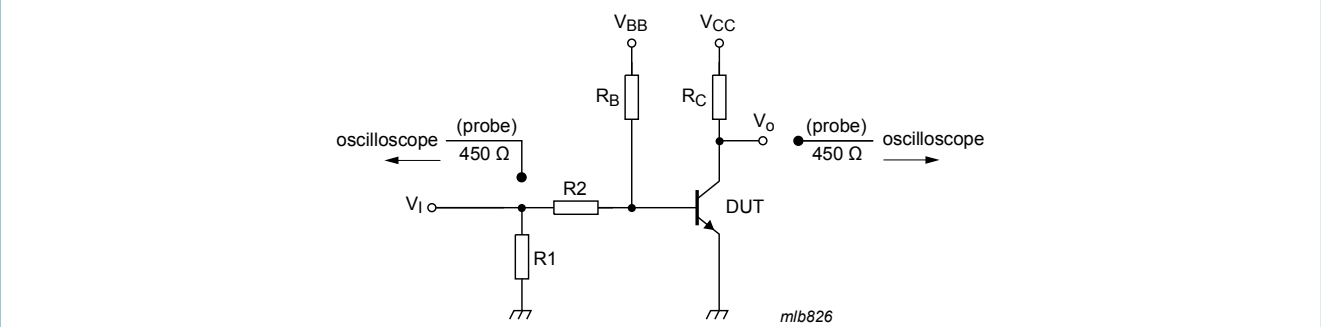 VBB
VCC
RB
RC
Vo
oscilloscope
(probe)
450 Ω
(probe)
450 Ω
oscilloscope
R2
VI
DUT
R1
mlb826